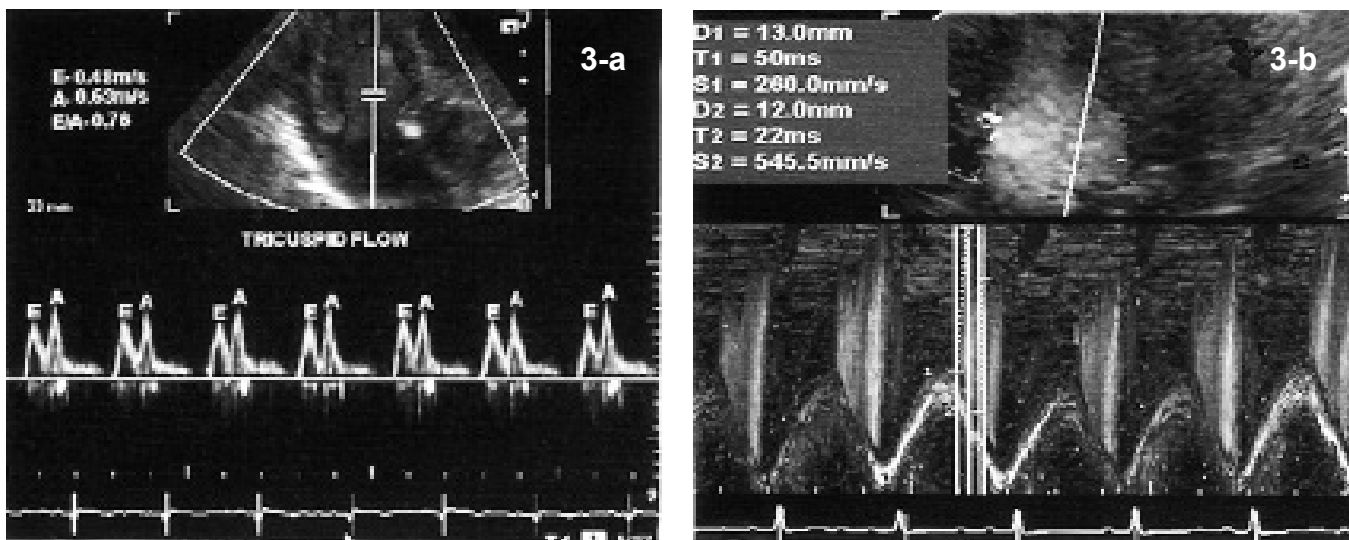 3-a
E- 0.48m/s
A- 0.63m/s
E/A- 0.76
TRICUSPID FLOW
E A E A E A E A E A E A E A
3-b
D1 = 13.0mm
T1 = 50ms
S1 = 260.0mm/s
D2 = 12.0mm
T2 = 22ms
S2 = 545.5mm/s
1